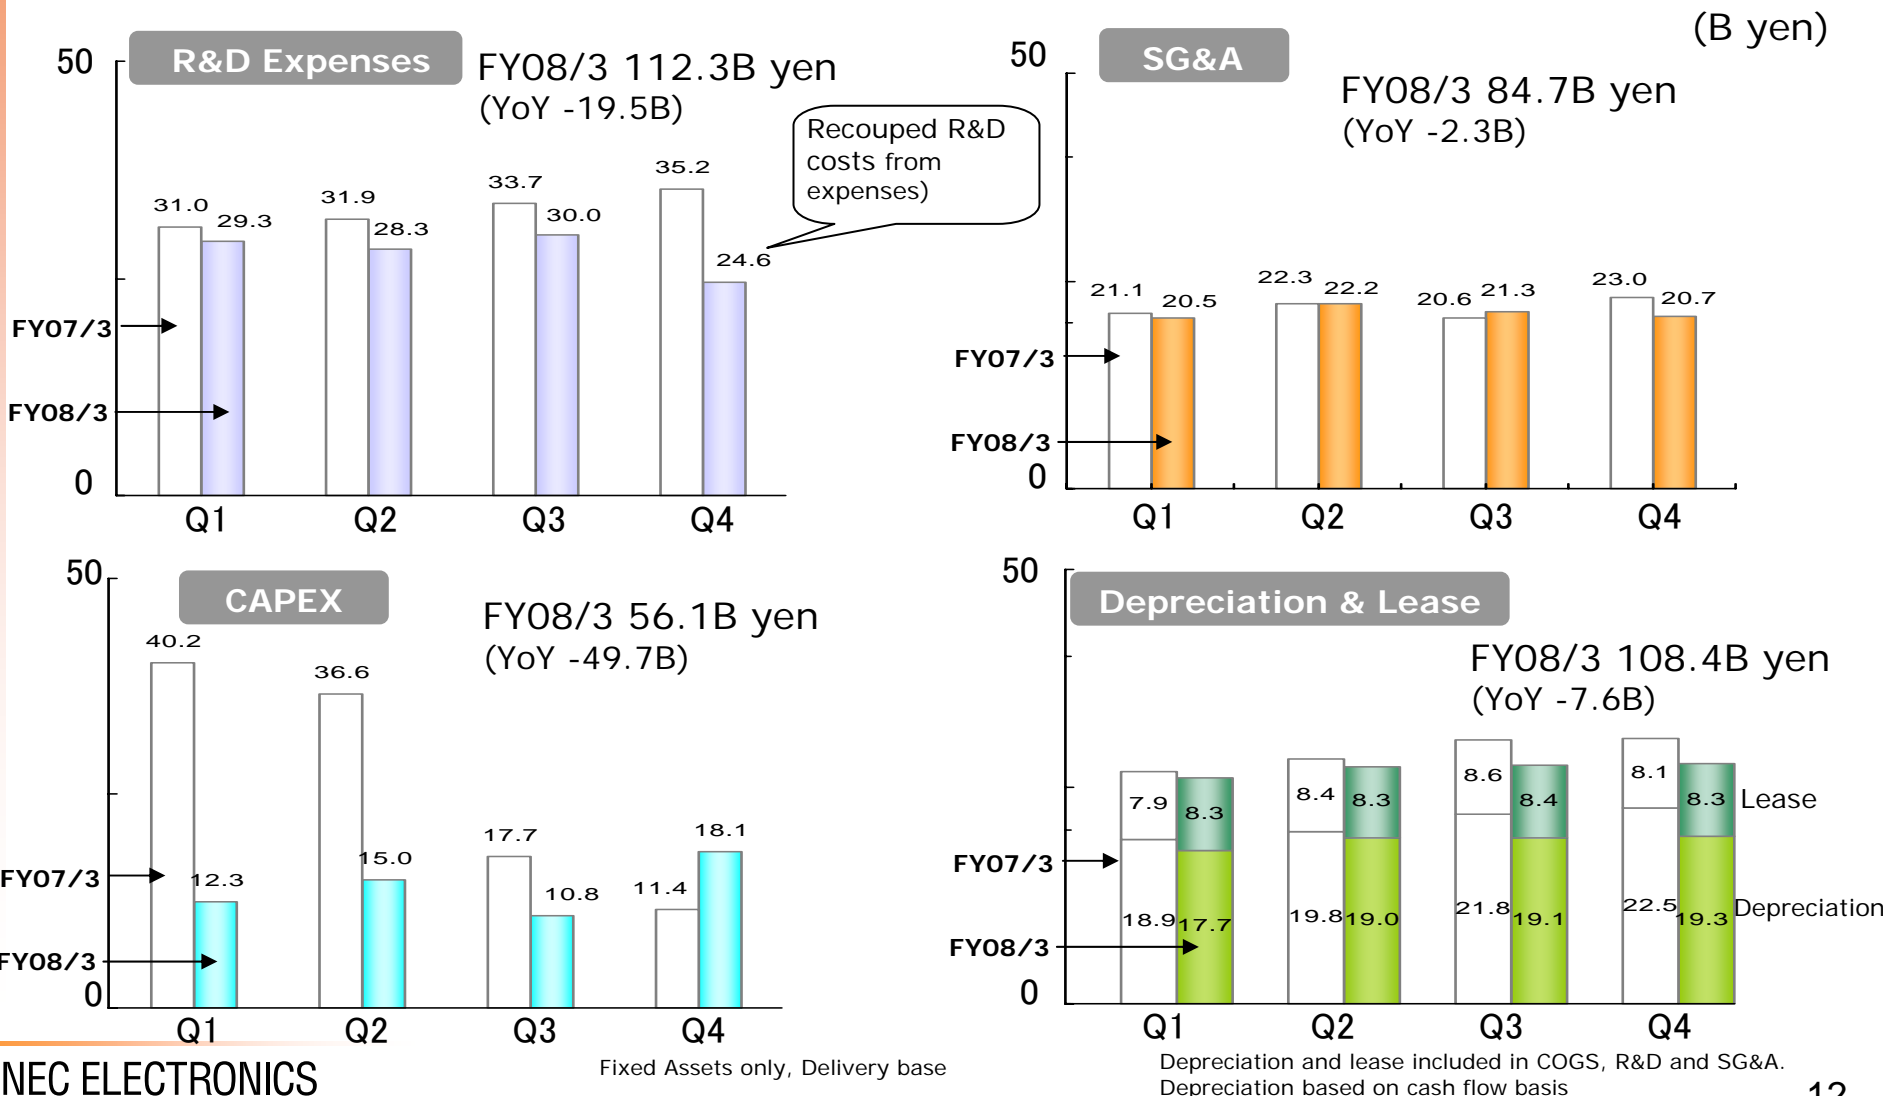 (B yen)
R&D Expenses
FY08/3 112.3B yen
(YoY -19.5B)
Recouped R&D
costs from
expenses)
50
31.0
29.3
31.9
28.3
33.7
30.0
35.2
24.6
FY07/3
FY08/3
0
Q1
Q2
Q3
Q4
SG&A
FY08/3 84.7B yen
(YoY -2.3B)
50
21.1
20.5
22.3
22.2
20.6
21.3
23.0
20.7
FY07/3
FY08/3
0
Q1
Q2
Q3
Q4
CAPEX
FY08/3 56.1B yen
(YoY -49.7B)
50
40.2
12.3
36.6
15.0
17.7
10.8
11.4
18.1
FY07/3
FY08/3
0
Q1
Q2
Q3
Q4
Fixed Assets only, Delivery base
Depreciation & Lease
FY08/3 108.4B yen
(YoY -7.6B)
50
7.9
8.3
8.4
8.3
8.6
8.4
8.1
8.3
Lease
FY07/3
18.9
17.7
19.8
19.0
21.8
19.1
22.5
19.3
Depreciation
FY08/3
0
Q1
Q2
Q3
Q4
Depreciation and lease included in COGS, R&D and SG&A.
Depreciation based on cash flow basis
NEC ELECTRONICS
12